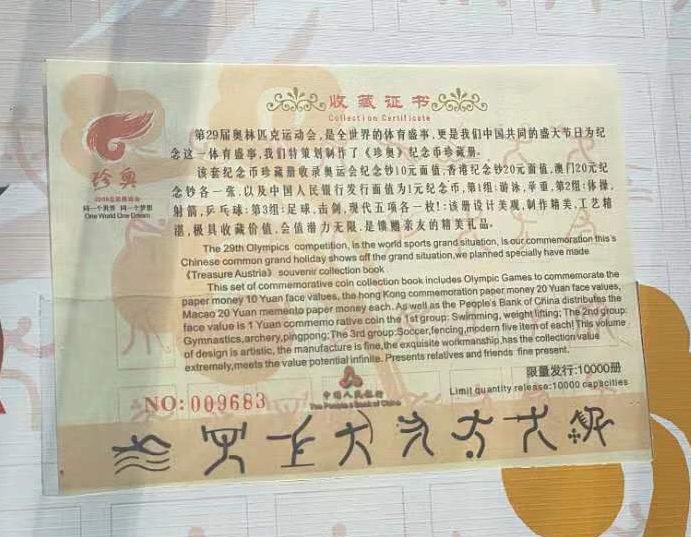 收藏证书
Collection Certificate
第29届奥林匹克运动会,是全世界的体育盛事,更是我们中国共同的盛大节日为纪
念这一体育盛事,我们特策划制作了《珍奥》纪念币珍藏册.
该套纪念币珍藏册收录奥运会纪念钞10元面值,香港纪念钞20元面值,澳门20元纪
念钞各一张.以及中国人民银行发行面值为1元纪念币,第1组:游泳,举重,第2组:体操,
射箭,乒乓球:第3组:足球,击剑,现代五项各一枚!:该册设计美观,制作精美,工艺精
湛,极具收藏价值,会值潜力无限.是馈赠亲友的精美礼品.
珍奥
2008北京奥运会
同一个世界 同一个梦想
One World One Dream
The 29th Olympics competition, is the world sports grand situation, is our commemoration this's
Chinese common grand holiday shows off the grand situation,we planned specially have made
《Treasure Austria》 souvenir collection book
This set of commemorative coin collection book includes Olympic Games to commemorate the
paper money 10 Yuan face values, the hong Kong commemoration paper money 20 Yuan face values,
Macao 20 Yuan memento paper money each. As well as the People's Bank of China distributes the
face value is 1 Yuan commemo rative coin the 1st group: Swimming, weight lifting; The 2nd group:
Gymnastics,archery,pingpong;The 3rd group:Soccer,fencing,modern five item of each! This volume
of design is artistic, the manufacture is fine,the exquisite workmanship,has the collection value
extremely,meets the value potential infinite. Presents relatives and friends fine present.
限量发行:10000册
Limit quantity release:10000 capacities
NO:009683
中国人民银行
The People's Bank of China